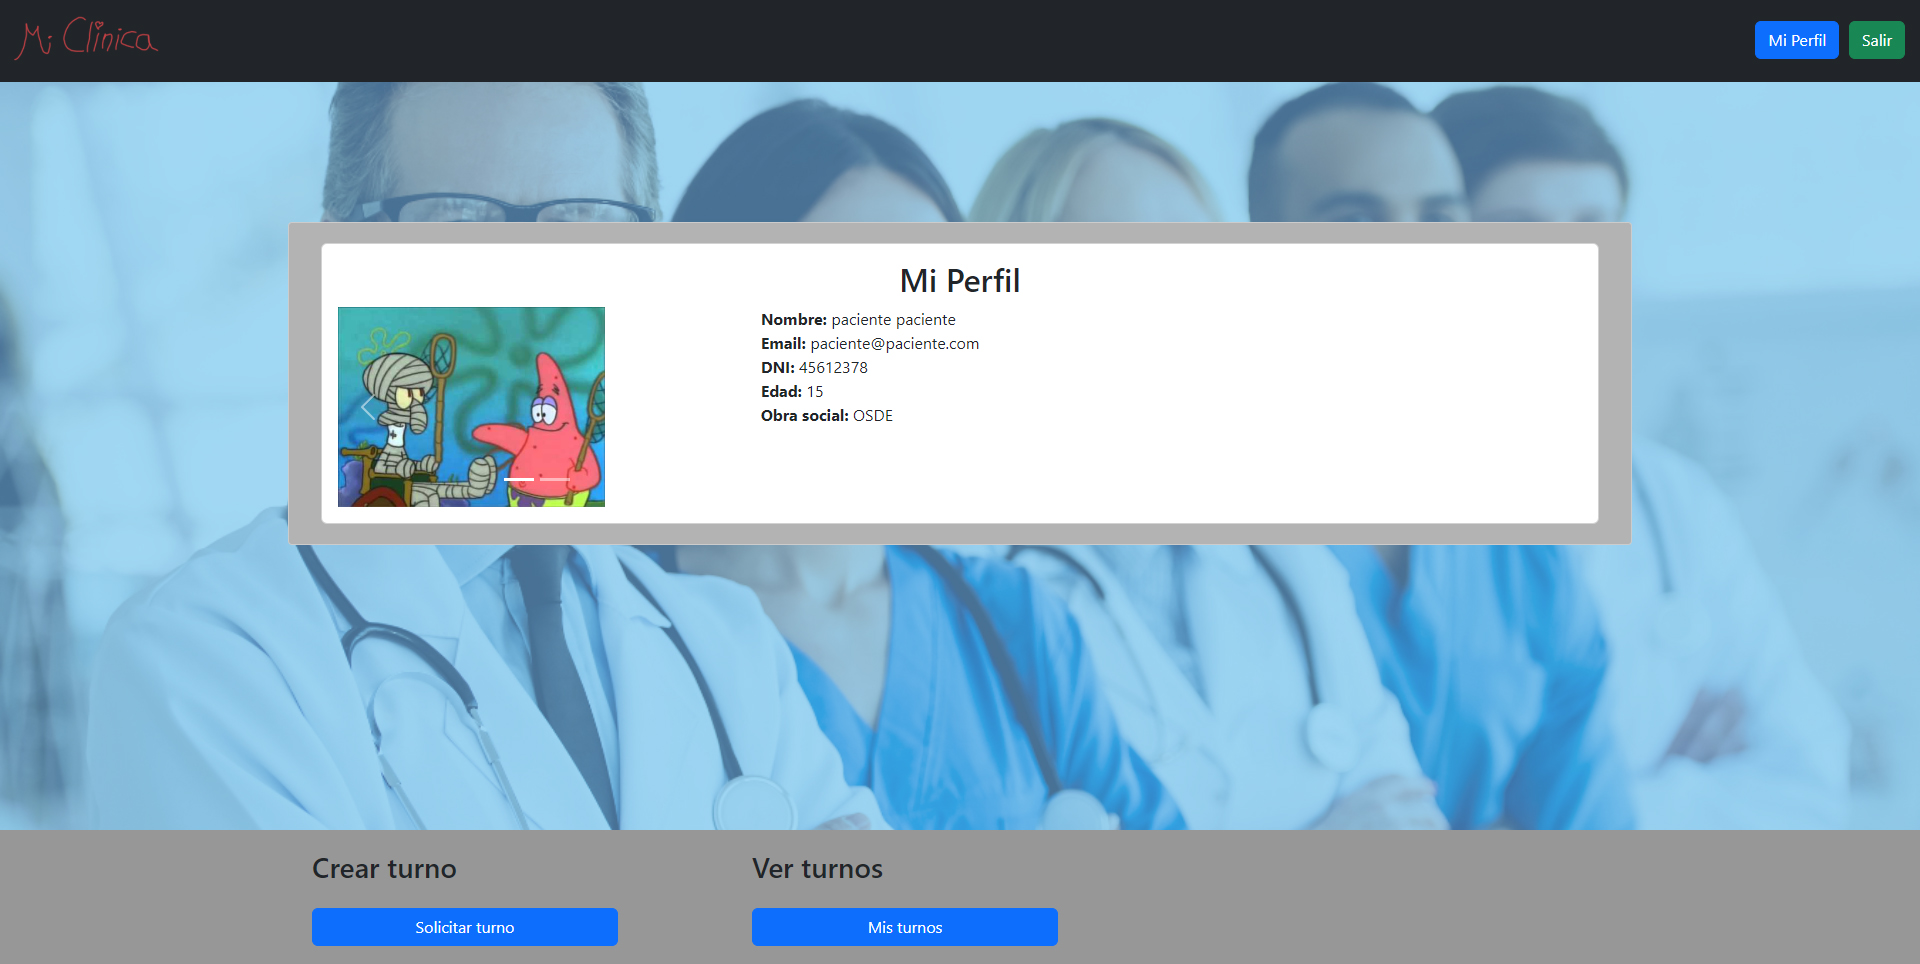 Mi Clinica
Mi Perfil
Salir
Mi Perfil
Nombre: paciente paciente
Email: paciente@paciente.com
DNI: 45612378
Edad: 15
Obra social: OSDE
Crear turno
Ver turnos
Solicitar turno
Mis turnos